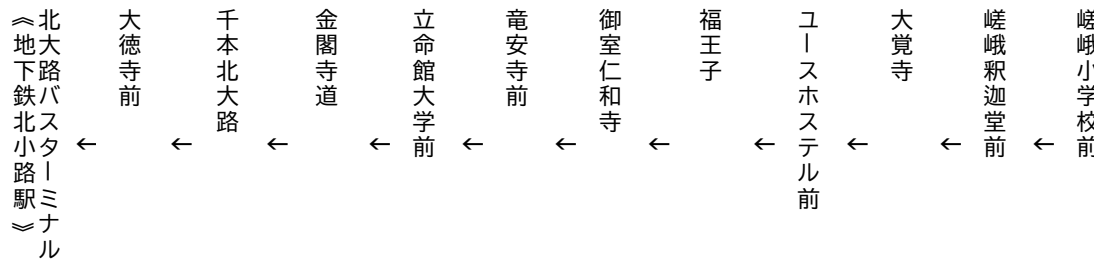 嵯峨小学校前
←
嵯峨釈迦堂前
←
大覚寺
←
ユースホステル前
←
福王子
←
御室仁和寺
←
竜安寺前
←
立命館大学前
←
金閣寺道
←
千本北大路
←
大徳寺前
←
北大路バスターミナル
《地下鉄北小路駅》